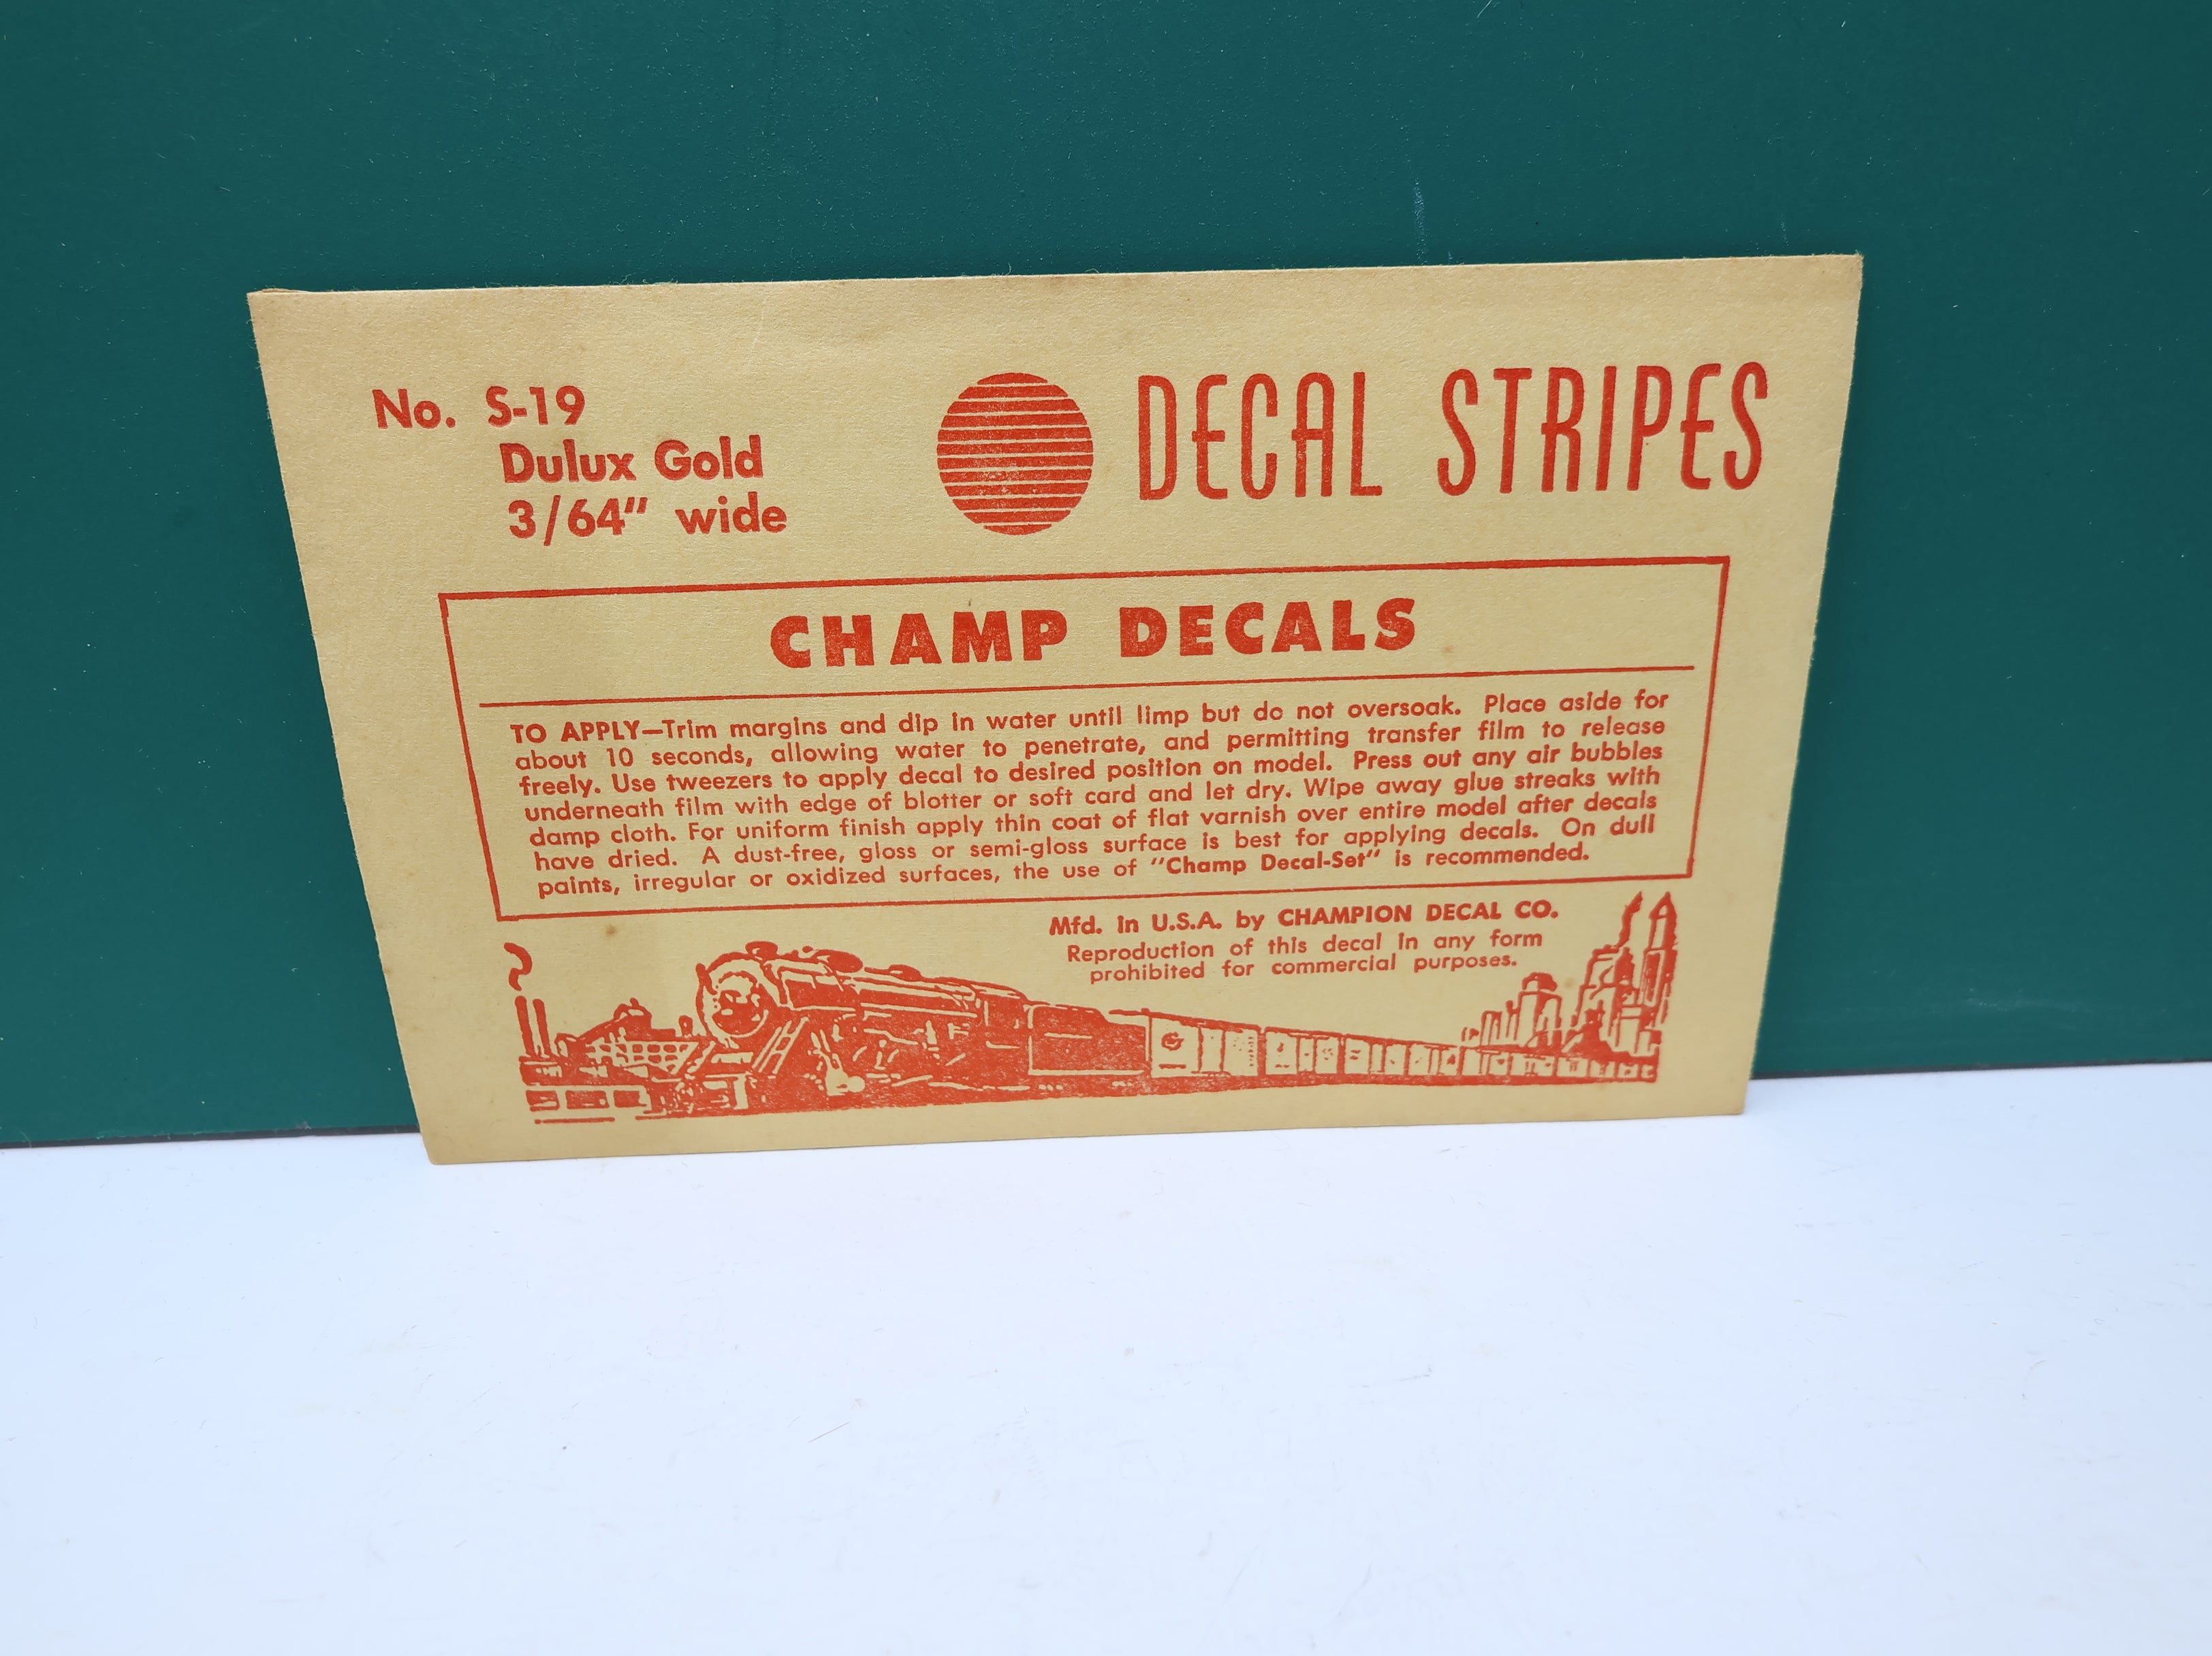 No. S-19
Dulux Gold
3/64" wide
DECAL STRIPES
CHAMP DECALS
TO APPLY—Trim margins and dip in water until limp but do not oversoak. Place aside for
about 10 seconds, allowing water to penetrate, and permitting transfer film to release
freely. Use tweezers to apply decal to desired position on model. Press out any air bubbles
underneath film with edge of blotter or soft card and let dry. Wipe away glue streaks with
damp cloth. For uniform finish apply thin coat of flat varnish over entire model after decals
have dried. A dust-free, gloss or semi-gloss surface is best for applying decals. On dull
paints, irregular or oxidized surfaces, the use of "Champ Decal-Set" is recommended.
Mfd. in U.S.A. by CHAMPION DECAL CO.
Reproduction of this decal in any form
prohibited for commercial purposes.